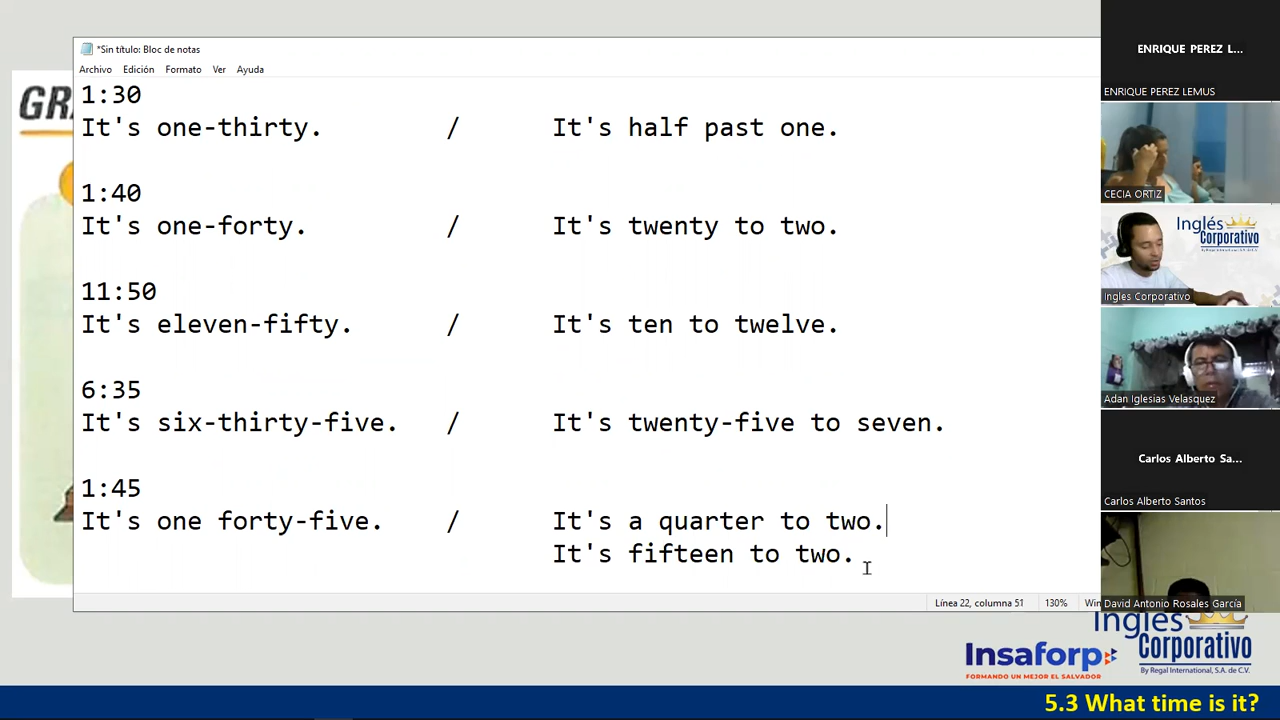 *Sin título: Bloc de notas
Archivo Edición Formato Ver Ayuda
GR
1:30
It's one-thirty. / It's half past one.
1:40
It's one-forty. / It's twenty to two.
11:50
It's eleven-fifty. / It's ten to twelve.
6:35
It's six-thirty-five. / It's twenty-five to seven.
1:45
It's one forty-five. / It's a quarter to two.
It's fifteen to two.
Línea 22, columna 51 130% Win
ENRIQUE PEREZ L...
ENRIQUE PEREZ LEMUS
CECIA ORTIZ
Inglés
Corporativo
Ingles Corporativo
Adan Iglesias Velasquez
Carlos Alberto Sa...
Carlos Alberto Santos
David Antonio Rosales García
Insaforp
FORMANDO UN MEJOR EL SALVADOR
Inglés
Corporativo
By Regal International, S.A. de C.V.
5.3 What time is it?